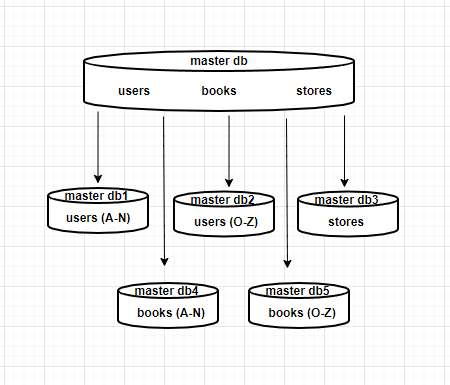 master db
users books stores
master db1 master db2 master db3
users (A-N) users (O-Z) stores
master db4 master db5
books (A-N) books (O-Z)